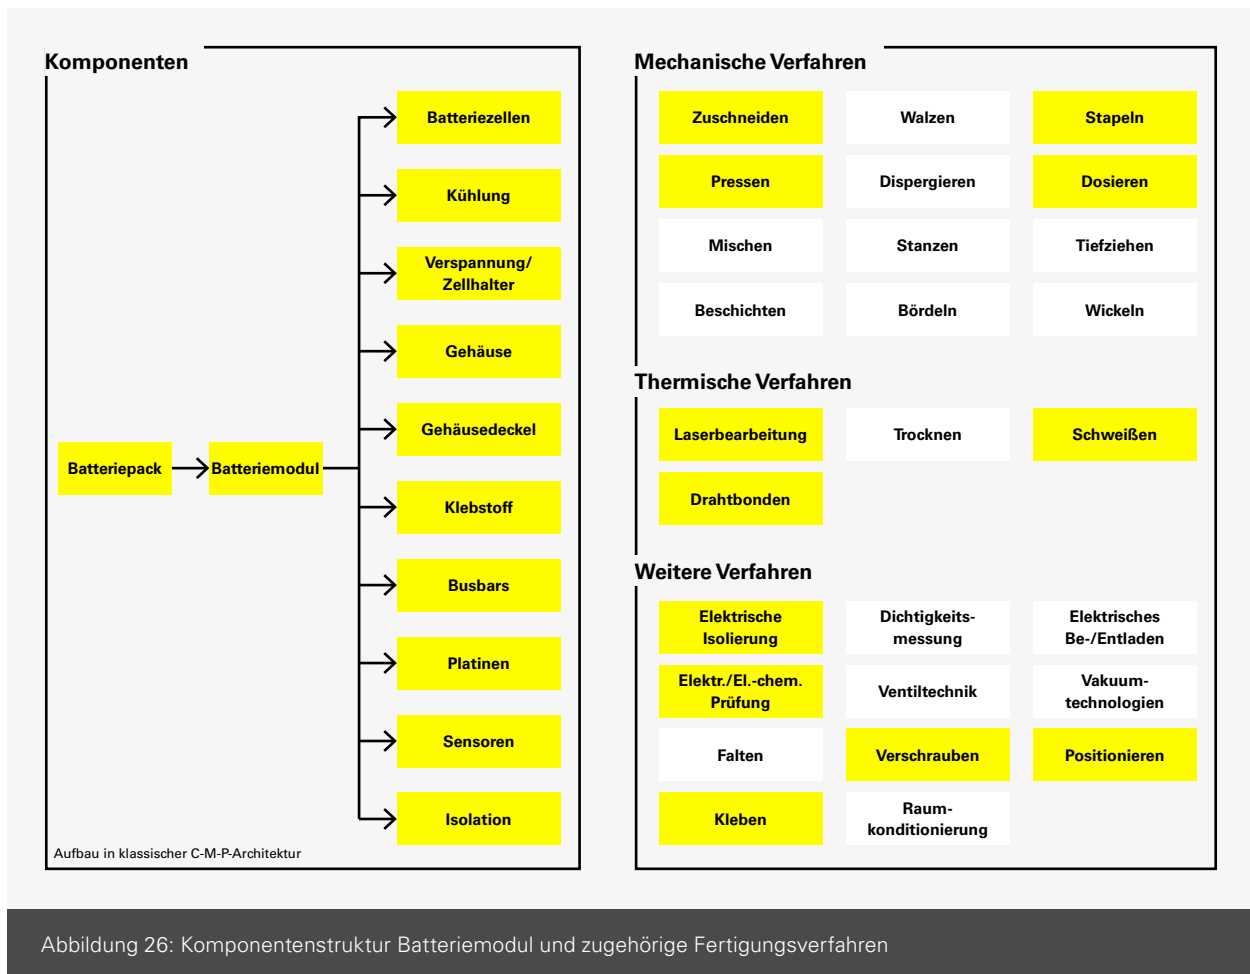 Komponenten
Batteriepack
Batteriemodul
Batteriezellen
Kühlung
Verspannung/
Zellhalter
Gehäuse
Gehäusedeckel
Klebstoff
Busbars
Platinen
Sensoren
Isolation
Aufbau in klassischer C-M-P-Architektur
Mechanische Verfahren
Zuschneiden
Walzen
Stapeln
Pressen
Dispergieren
Dosieren
Mischen
Stanzen
Tiefziehen
Beschichten
Bördeln
Wickeln
Thermische Verfahren
Laserbearbeitung
Trocknen
Schweißen
Drahtbonden
Weitere Verfahren
Elektrische
Isolierung
Dichtigkeits-
messung
Elektrisches
Be-/Entladen
Elektr./El.-chem.
Prüfung
Ventiltechnik
Vakuum-
technologien
Falten
Verschrauben
Positionieren
Kleben
Raum-
konditionierung
Abbildung 26: Komponentenstruktur Batteriemodul und zugehörige Fertigungsverfahren